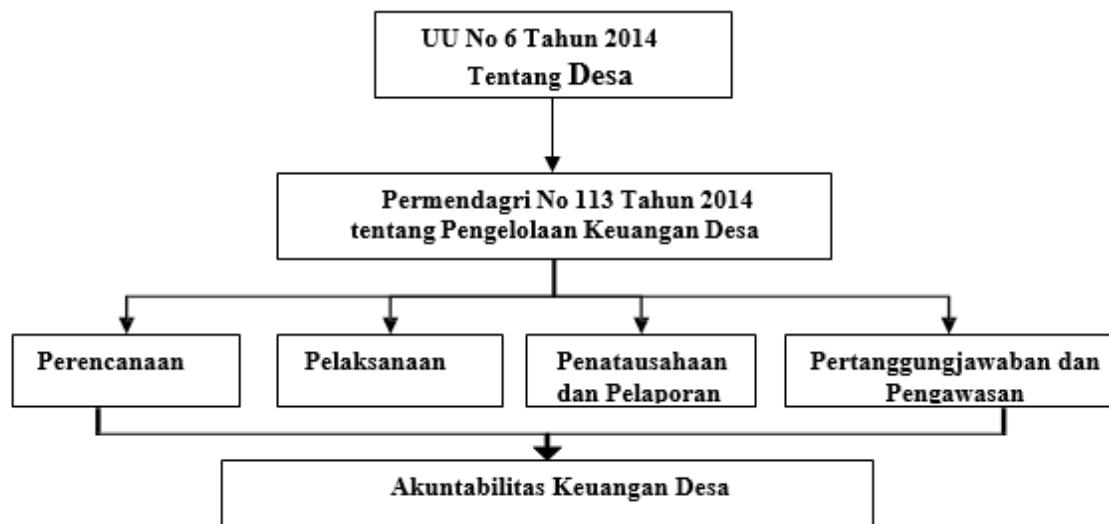 UU No 6 Tahun 2014
Tentang Desa
Permendagri No 113 Tahun 2014
tentang Pengelolaan Keuangan Desa
Perencanaan
Pelaksanaan
Penatausahaan
dan Pelaporan
Pertanggungjawaban dan
Pengawasan
Akuntabilitas Keuangan Desa